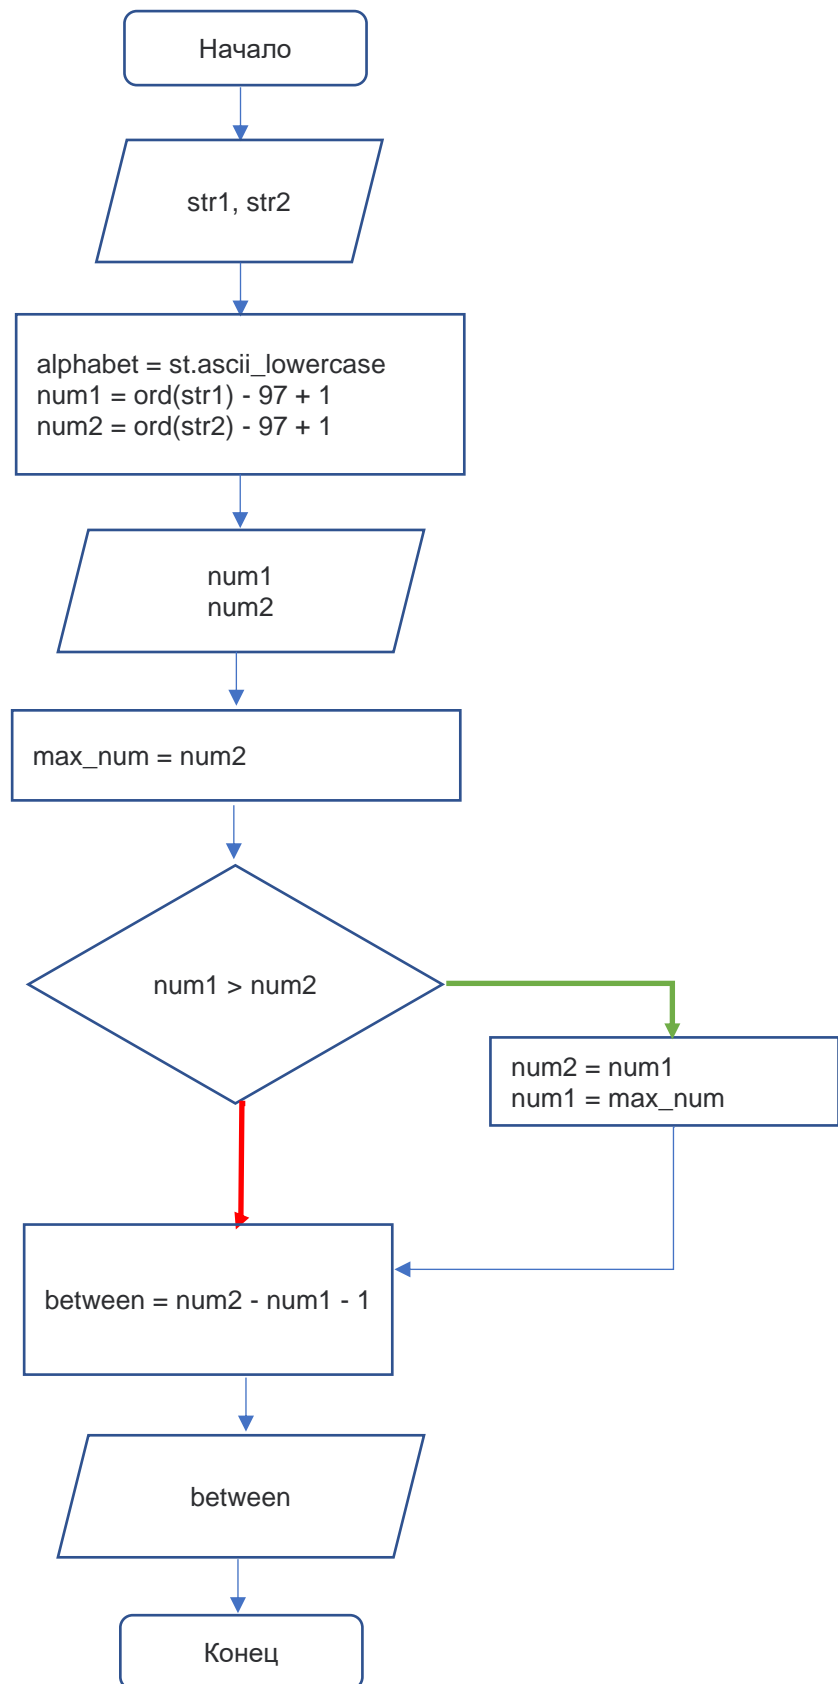 Начало
str1, str2
alphabet = st.ascii_lowercase
num1 = ord(str1) - 97 + 1
num2 = ord(str2) - 97 + 1
num1
num2
max_num = num2
num1 > num2
num2 = num1
num1 = max_num
between = num2 - num1 - 1
between
Конец